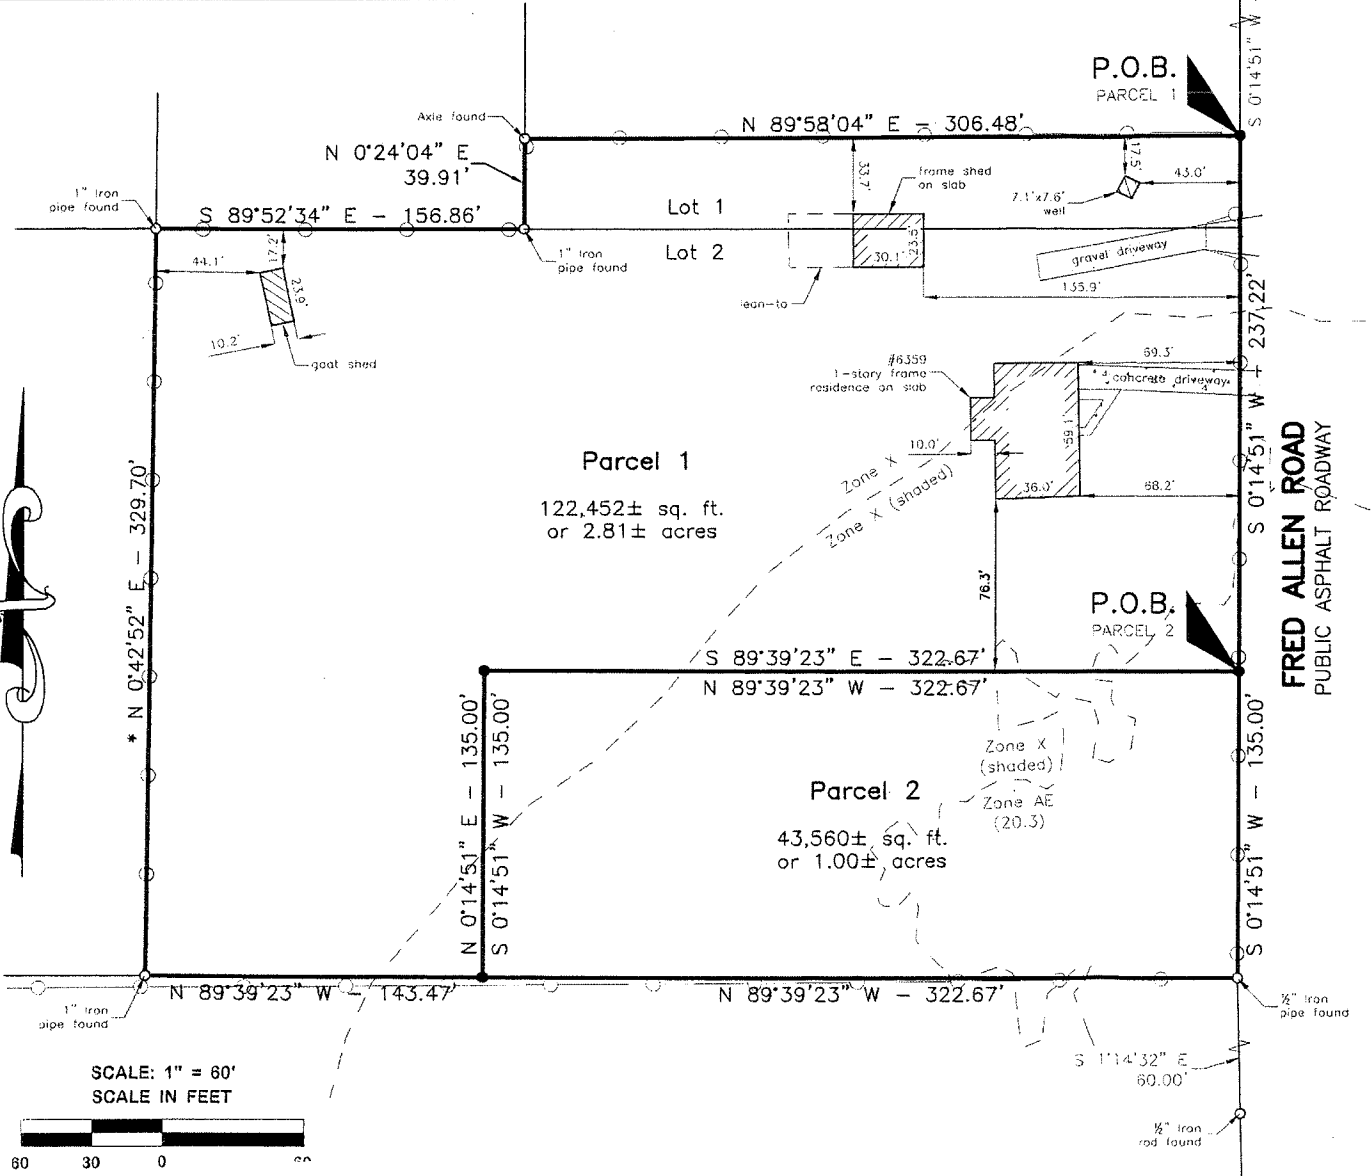 S 0°14'51" W
P.O.B.
PARCEL 1
Axle found
N 89°58'04" E - 306.48'
N 0°24'04" E
39.91'
17.5'
33.7'
frame shed
on slab
43.0'
7.1'x7.6'
well
1" Iron
pipe found
S 89°52'34" E - 156.86'
Lot 1
Lot 2
1" Iron
pipe found
17.2'
44.1'
23.9'
10.2'
goat shed
23.5'
30.1'
lean-to
gravel driveway
135.9'
S 0°14'51" W - 237.22'
69.3'
concrete driveway
#6359
1-story frame
residence on slab
59.1'
10.0'
36.0'
68.2'
Parcel 1
122,452± sq. ft.
or 2.81± acres
Zone X
Zone X (shaded)
76.3'
* N 0°42'52" E - 329.70'
FRED ALLEN ROAD
PUBLIC ASPHALT ROADWAY
P.O.B.
PARCEL 2
S 89°39'23" E - 322.67'
N 89°39'23" W - 322.67'
N 0°14'51" E - 135.00'
S 0°14'51" W - 135.00'
S 0°14'51" W - 135.00'
Zone X
(shaded)
Zone AE
(20.3)
Parcel 2
43,560± sq. ft.
or 1.00± acres
N 89°39'23" W - 143.47'
N 89°39'23" W - 322.67'
1" Iron
pipe found
½" Iron
pipe found
S 1°14'32" E
60.00'
½" Iron
rod found
SCALE: 1" = 60'
SCALE IN FEET
60 30 0 60